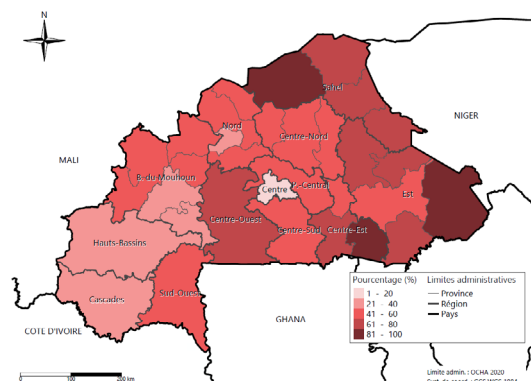 N
Sahel
NIGER
Nord
Centre-Nord
MALI
B. du Mouhoun
Centre
P.-Central
Est
Centre-Ouest
Hauts-Bassins
Centre-Sud
Centre-Est
Cascades
Sud-Ouest
COTE D'IVOIRE
GHANA
Pourcentage (%)
1 - 20
21 - 40
41 - 60
61 - 80
81 - 100
Limites administratives
Province
Région
Pays
0 100 200 km
Limite admin. : OCHA 2020